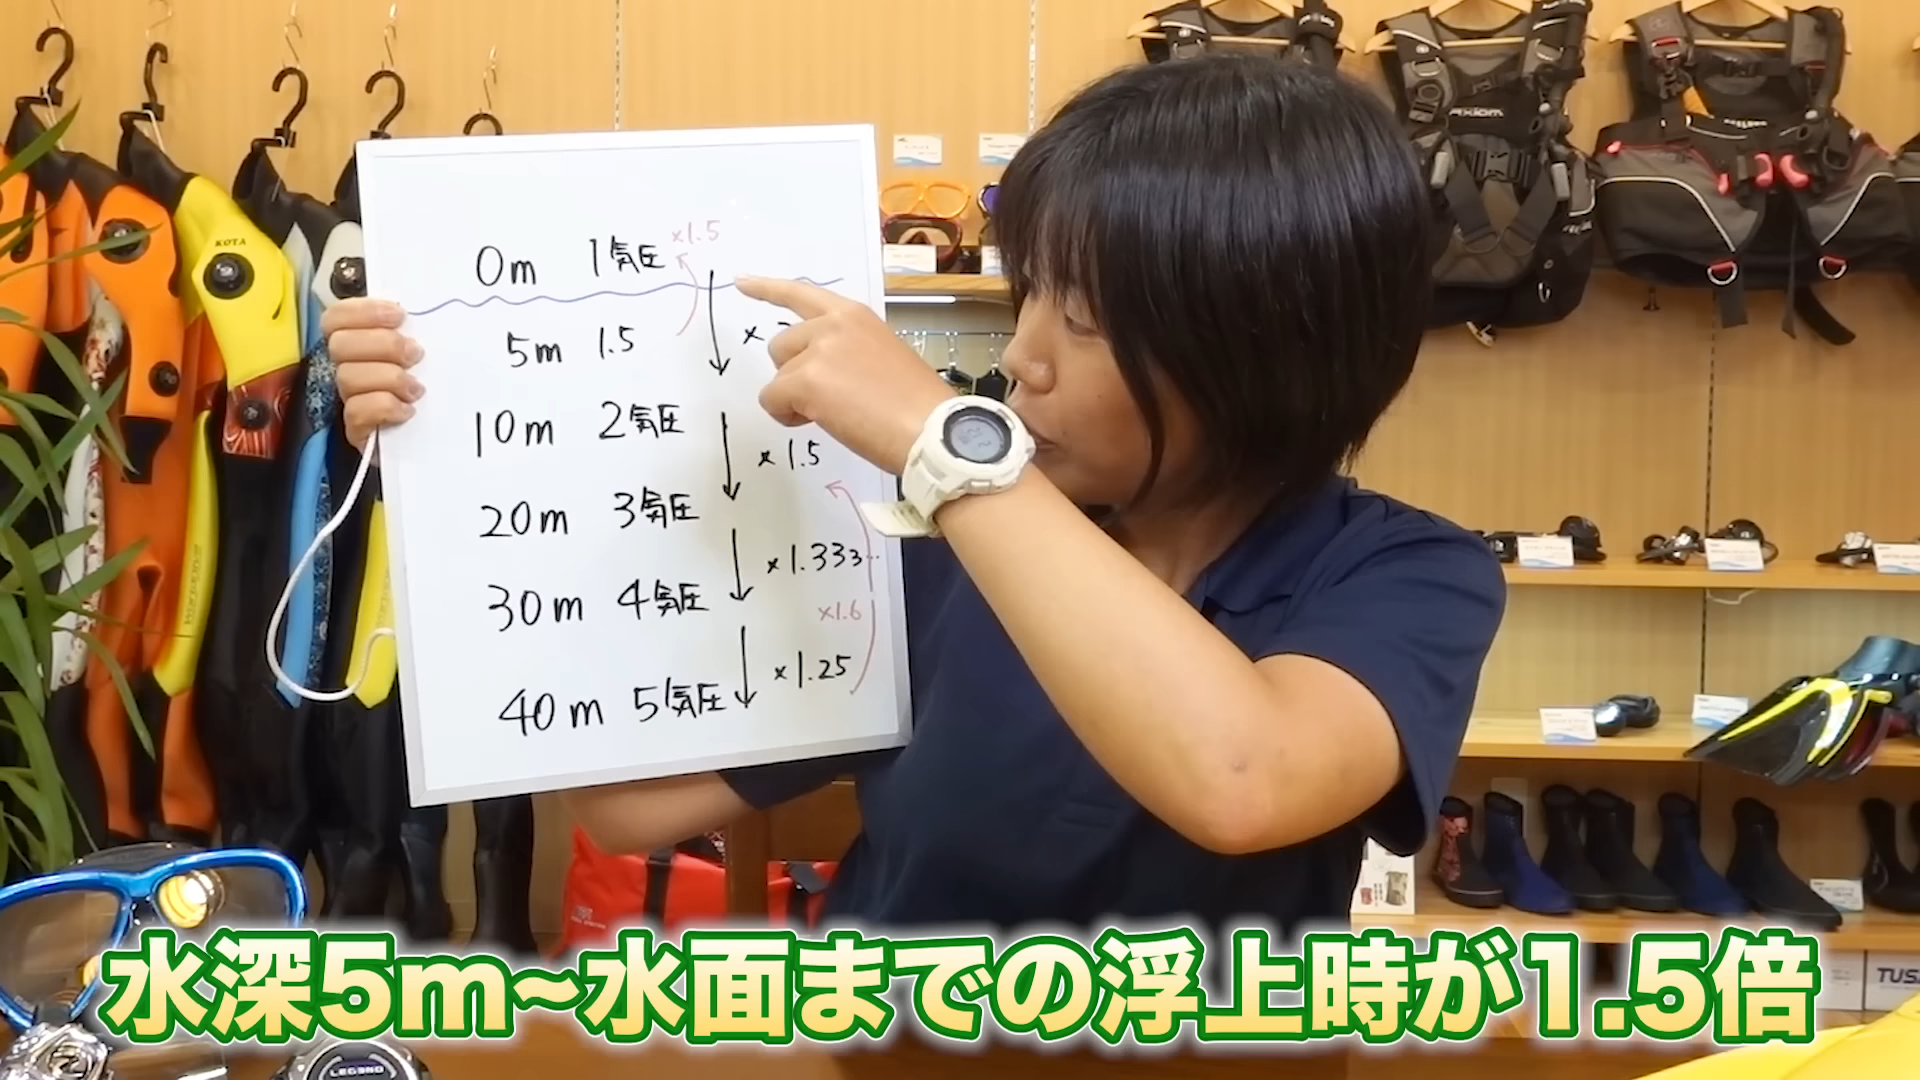 0m 1気圧 ×1.5
5m 1.5 ×
10m 2気圧
× 1.5
20m 3気圧
× 1.333…
30m 4気圧
×1.6
× 1.25
40m 5気圧
KOTA
Axiom
LEGEND
TUS
水深5m~水面までの浮上時が1.5倍